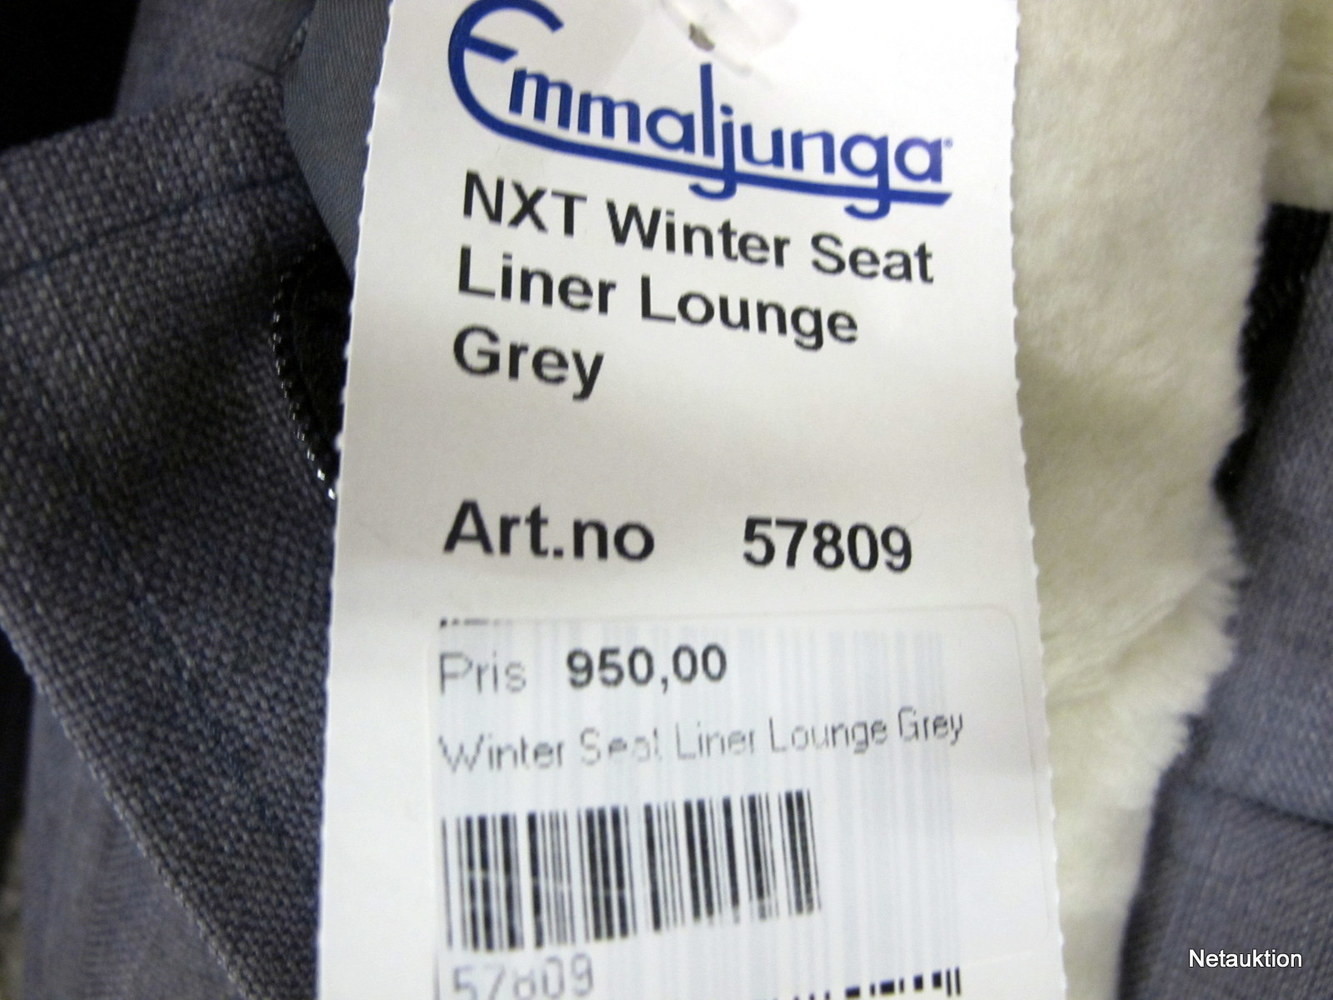 Emmaljunga
NXT Winter Seat
Liner Lounge
Grey
Art.no 57809
Pris 950,00
Winter Seat Liner Lounge Grey
57809
Netauktion